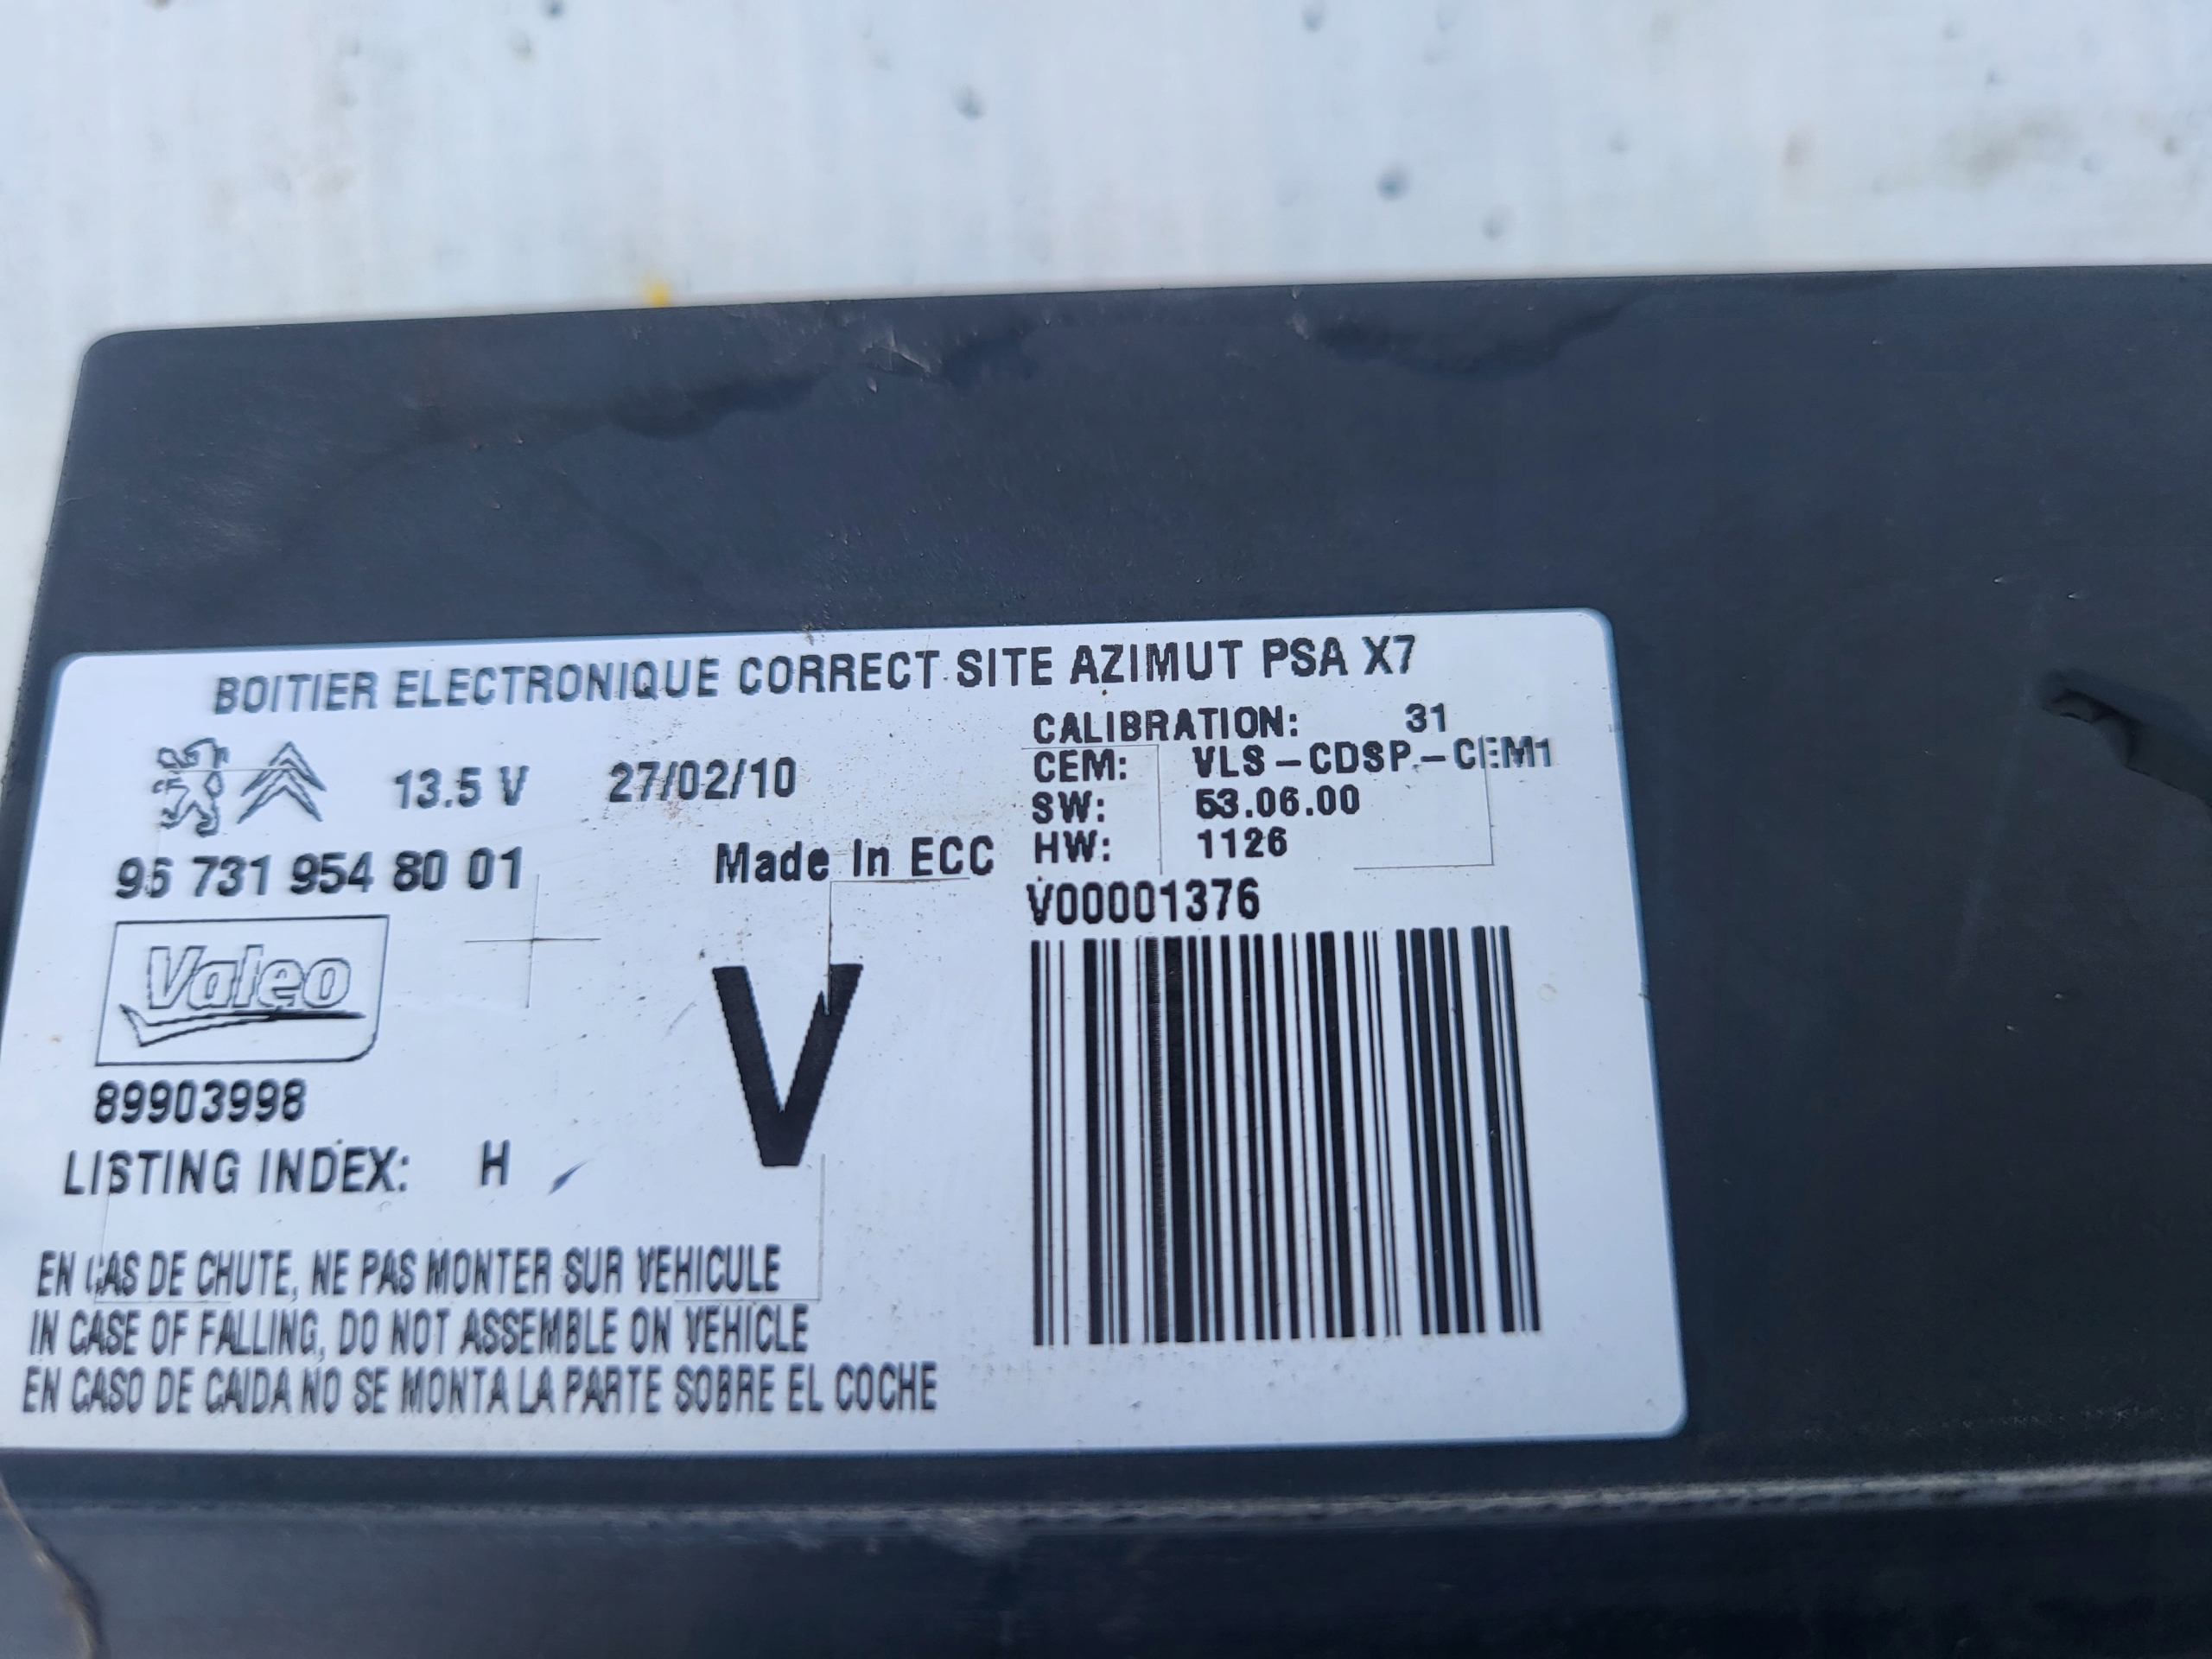 BOITIER ELECTRONIQUE CORRECT SITE AZIMUT PSA X7
13.5 V 27/02/10
96 731 954 80 01
Made In ECC
CALIBRATION: 31
CEM: VLS-CDSP-CEM1
SW: 53.06.00
HW: 1126
V00001376
Valeo
V
89903998
LISTING INDEX: H
EN CAS DE CHUTE, NE PAS MONTER SUR VEHICULE
IN CASE OF FALLING, DO NOT ASSEMBLE ON VEHICLE
EN CASO DE CAIDA NO SE MONTA LA PARTE SOBRE EL COCHE